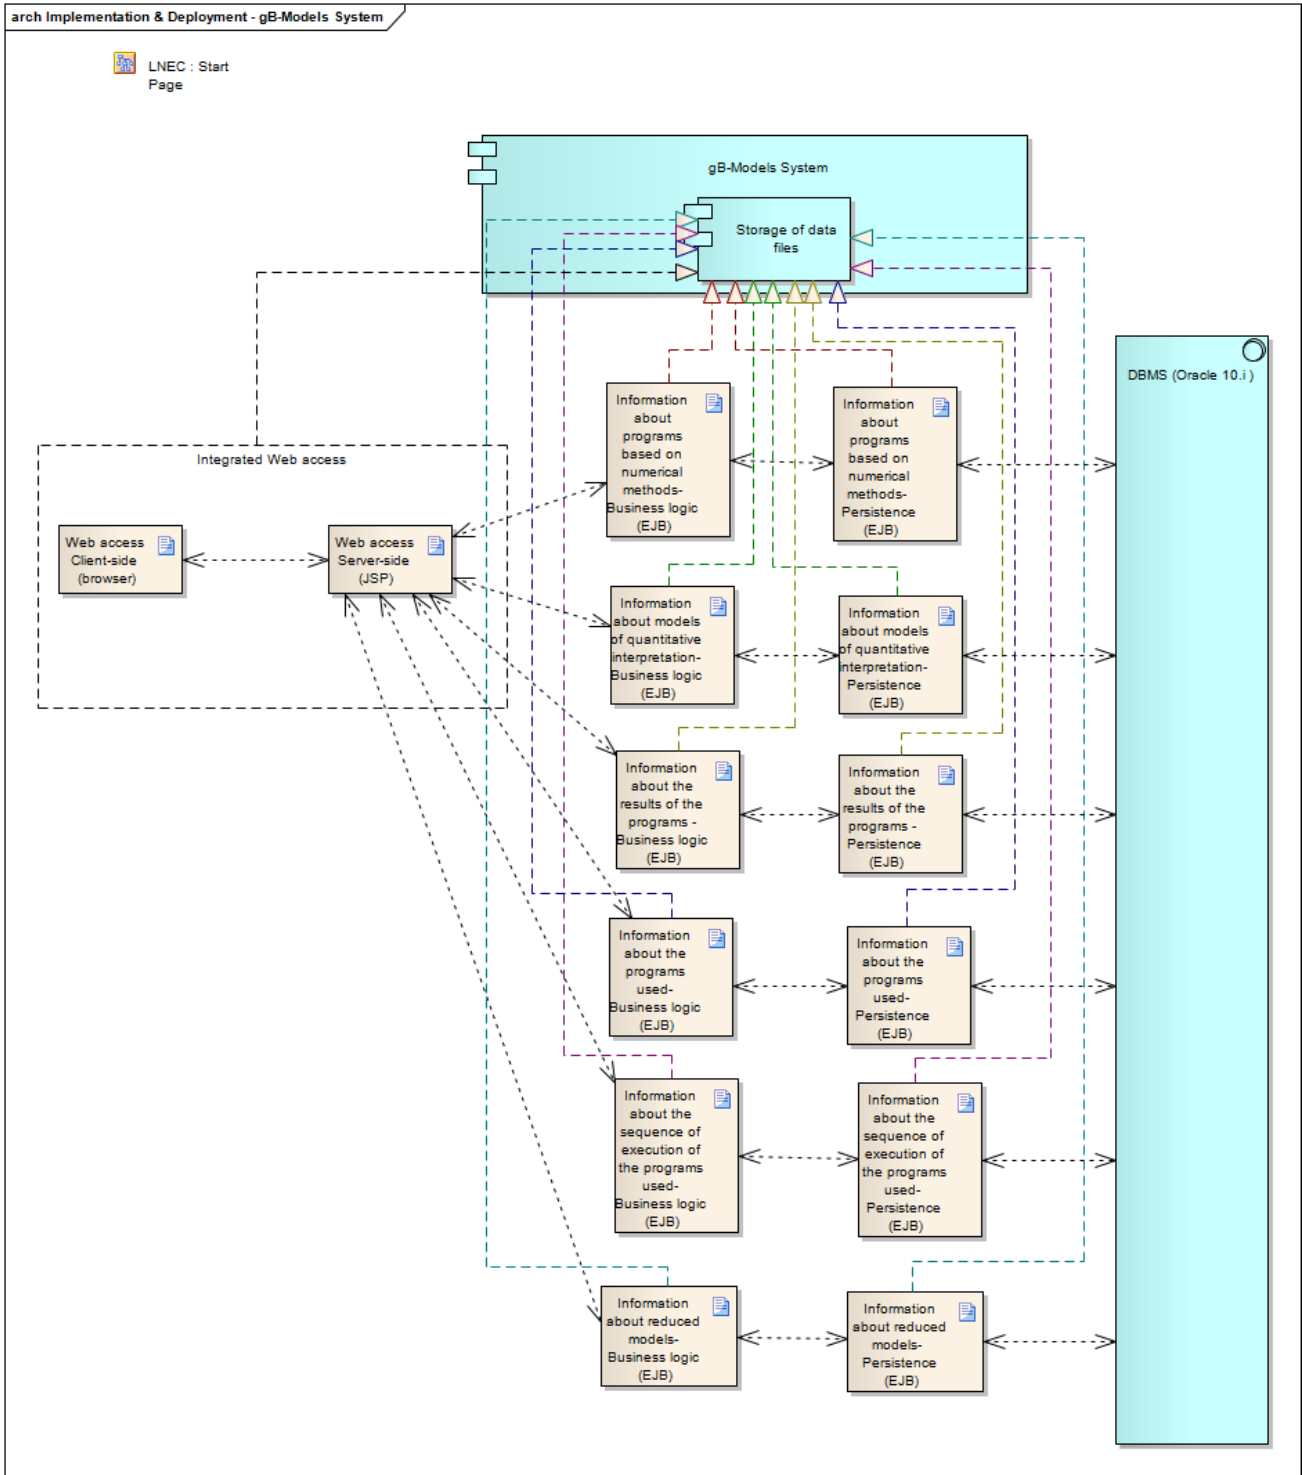 arch Implementation & Deployment - gB-Models System
LNEC : Start
Page
gB-Models System
Storage of data
files
DBMS (Oracle 10.i )
Integrated Web access
Web access
Client-side
(browser)
Web access
Server-side
(JSP)
Information
about
programs
based on
numerical
methods-
Business logic
(EJB)
Information
about
programs
based on
numerical
methods-
Persistence
(EJB)
Information
about models
of quantitative
interpretation-
Business logic
(EJB)
Information
about models
of quantitative
interpretation-
Persistence
(EJB)
Information
about the
results of the
programs -
Business logic
(EJB)
Information
about the
results of the
programs -
Persistence
(EJB)
Information
about the
programs
used-
Business logic
(EJB)
Information
about the
programs
used-
Persistence
(EJB)
Information
about the
sequence of
execution of
the programs
used-
Business logic
(EJB)
Information
about the
sequence of
execution of
the programs
used-
Persistence
(EJB)
Information
about reduced
models-
Business logic
(EJB)
Information
about reduced
models-
Persistence
(EJB)